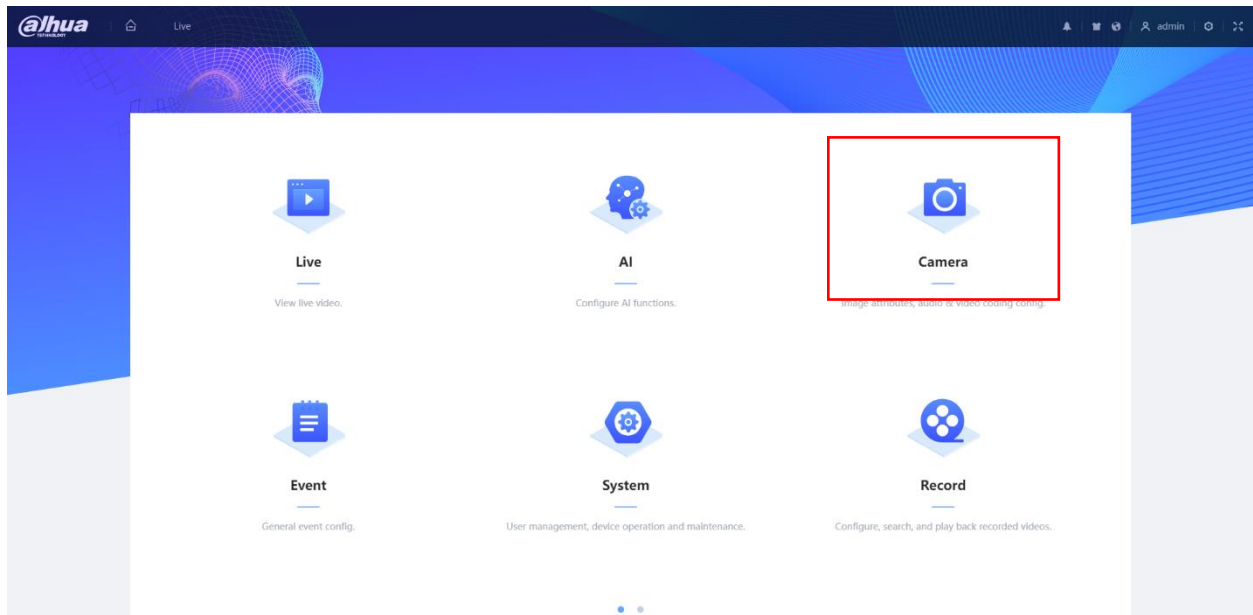 alhua
TECHNOLOGY
Live
admin
Live
AI
Camera
View live video.
Configure AI functions.
Image attributes, audio & video coding config.
Event
System
Record
General event config.
User management, device operation and maintenance.
Configure, search, and play back recorded videos.